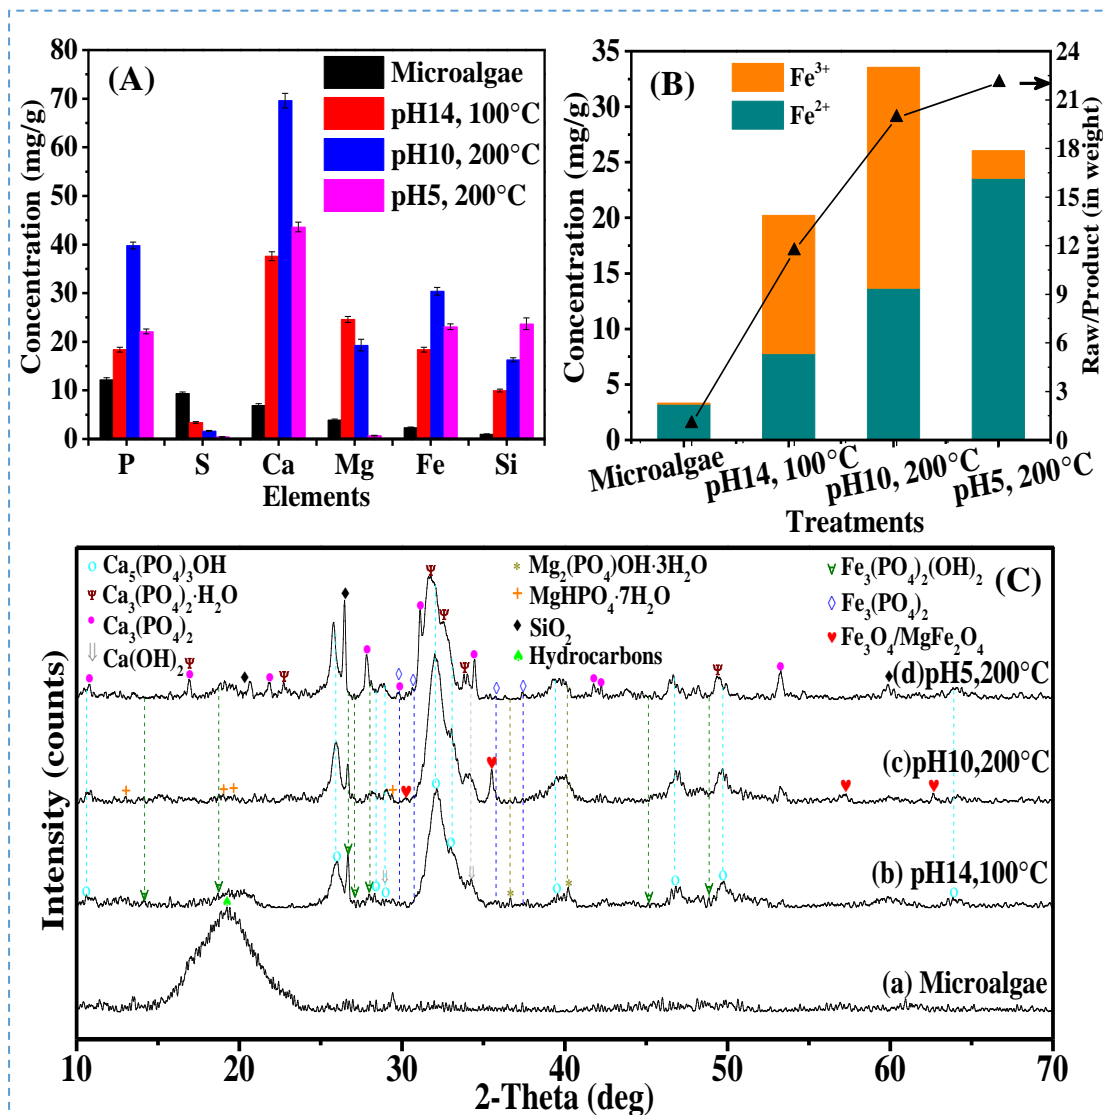 (A)
Microalgae
pH14, 100°C
pH10, 200°C
pH5, 200°C
Concentration (mg/g)
80
70
60
50
40
30
20
10
0
P S Ca Mg Fe Si
Elements
(B)
Fe³⁺
Fe²⁺
Concentration (mg/g)
35
30
25
20
15
10
5
0
Raw/Product (in weight)
24
21
18
15
12
9
6
3
0
Microalgae
pH14, 100°C
pH10, 200°C
pH5, 200°C
Treatments
(C)
Ca₅(PO₄)₃OH
Ca₃(PO₄)₂·H₂O
Ca₃(PO₄)₂
Ca(OH)₂
Mg₂(PO₄)OH·3H₂O
MgHPO₄·7H₂O
SiO₂
Hydrocarbons
Fe₃(PO₄)₂(OH)₂
Fe₃(PO₄)₂
Fe₃O₄/MgFe₂O₄
(d)pH5,200°C
(c)pH10,200°C
(b) pH14,100°C
(a) Microalgae
Intensity (counts)
10 20 30 40 50 60 70
2-Theta (deg)